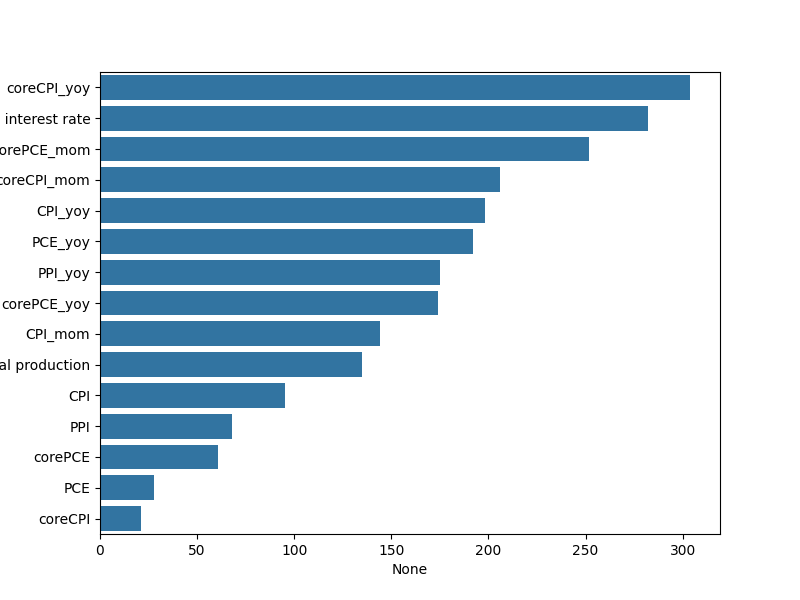 coreCPI_yoy
interest rate
orePCE_mom
coreCPI_mom
CPI_yoy
PCE_yoy
PPI_yoy
corePCE_yoy
CPI_mom
al production
CPI
PPI
corePCE
PCE
coreCPI
0 50 100 150 200 250 300
None